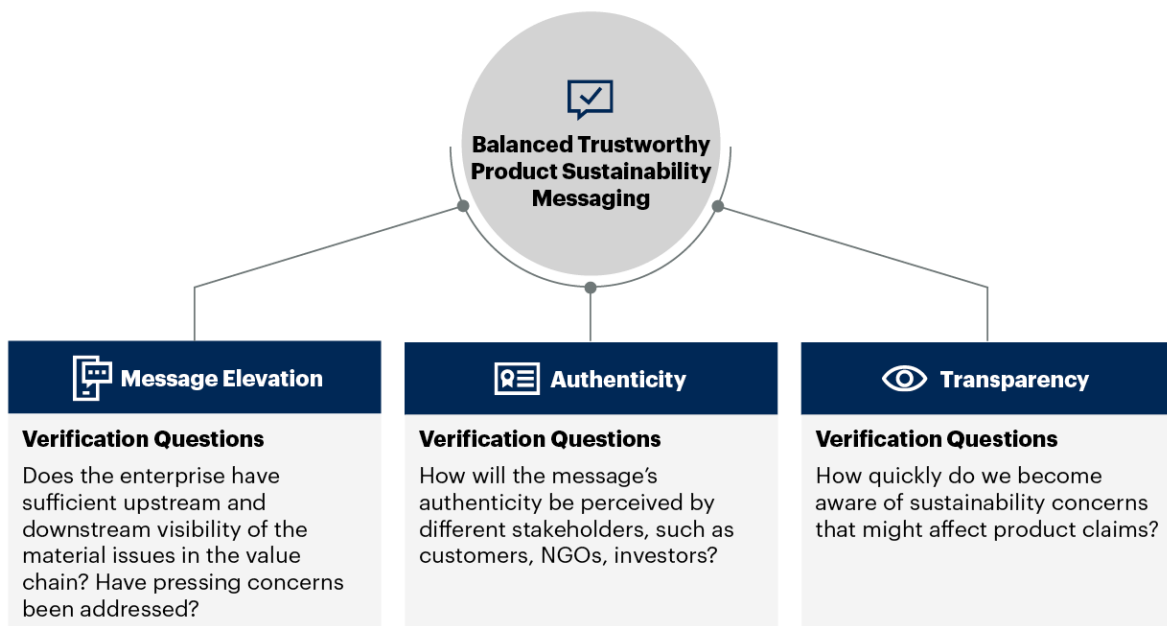 Balanced Trustworthy
Product Sustainability
Messaging
Message Elevation
Verification Questions
Does the enterprise have
sufficient upstream and
downstream visibility of the
material issues in the value
chain? Have pressing concerns
been addressed?
Authenticity
Verification Questions
How will the message’s
authenticity be perceived by
different stakeholders, such as
customers, NGOs, investors?
Transparency
Verification Questions
How quickly do we become
aware of sustainability concerns
that might affect product claims?